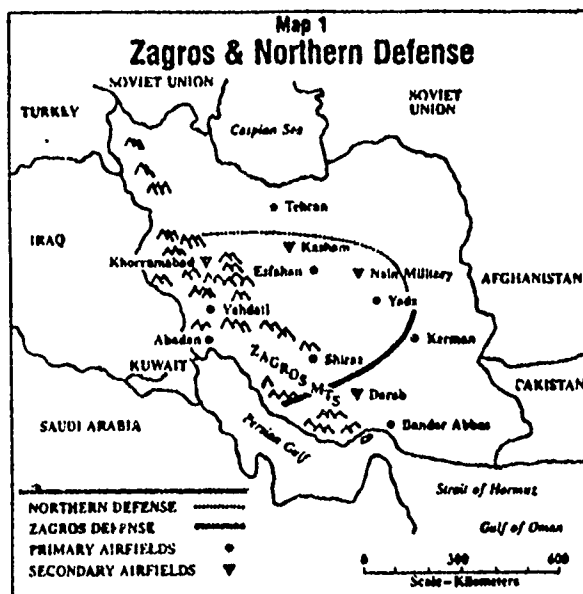 Map 1
Zagros & Northern Defense
SOVIET UNION
SOVIET UNION
TURKEY
Caspian Sea
Tehran
IRAQ
Kasham
Khorramabad
Esfahan
Nain Military
AFGHANISTAN
Yadz
Vahdati
Abadan
Kerman
KUWAIT
ZAGROS MTS
Shiraz
PAKISTAN
Darab
SAUDI ARABIA
Persian Gulf
Bandar Abbas
NORTHERN DEFENSE
Strait of Hormuz
ZAGROS DEFENSE
PRIMARY AIRFIELDS
Gulf of Oman
SECONDARY AIRFIELDS
0 300 600
Scale—Kilometers